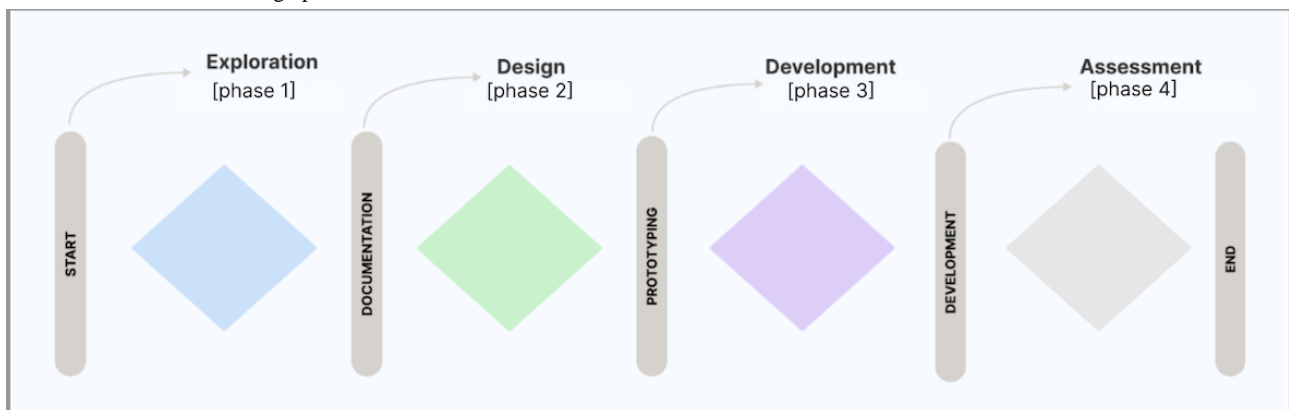 Exploration
[phase 1]
Design
[phase 2]
Development
[phase 3]
Assessment
[phase 4]
START
DOCUMENTATION
PROTOTYPING
DEVELOPMENT
END